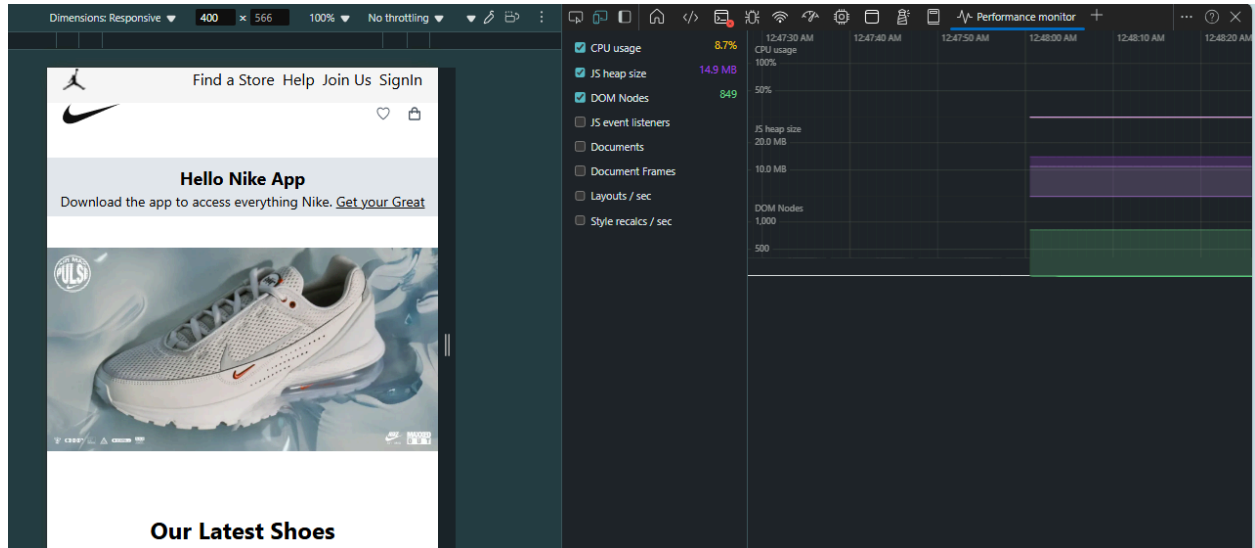 Dimensions: Responsive ▼ 400 × 566 100% ▼ No throttling ▼
Performance monitor
Find a Store Help Join Us SignIn
Hello Nike App
Download the app to access everything Nike. Get your Great
PULSE
Our Latest Shoes
CPU usage 8.7%
JS heap size 14.9 MB
DOM Nodes 849
JS event listeners
Documents
Document Frames
Layouts / sec
Style recalcs / sec
12:47:30 AM 12:47:40 AM 12:47:50 AM 12:48:00 AM 12:48:10 AM 12:48:20 AM
CPU usage
100%
50%
JS heap size
20.0 MB
10.0 MB
DOM Nodes
1,000
500